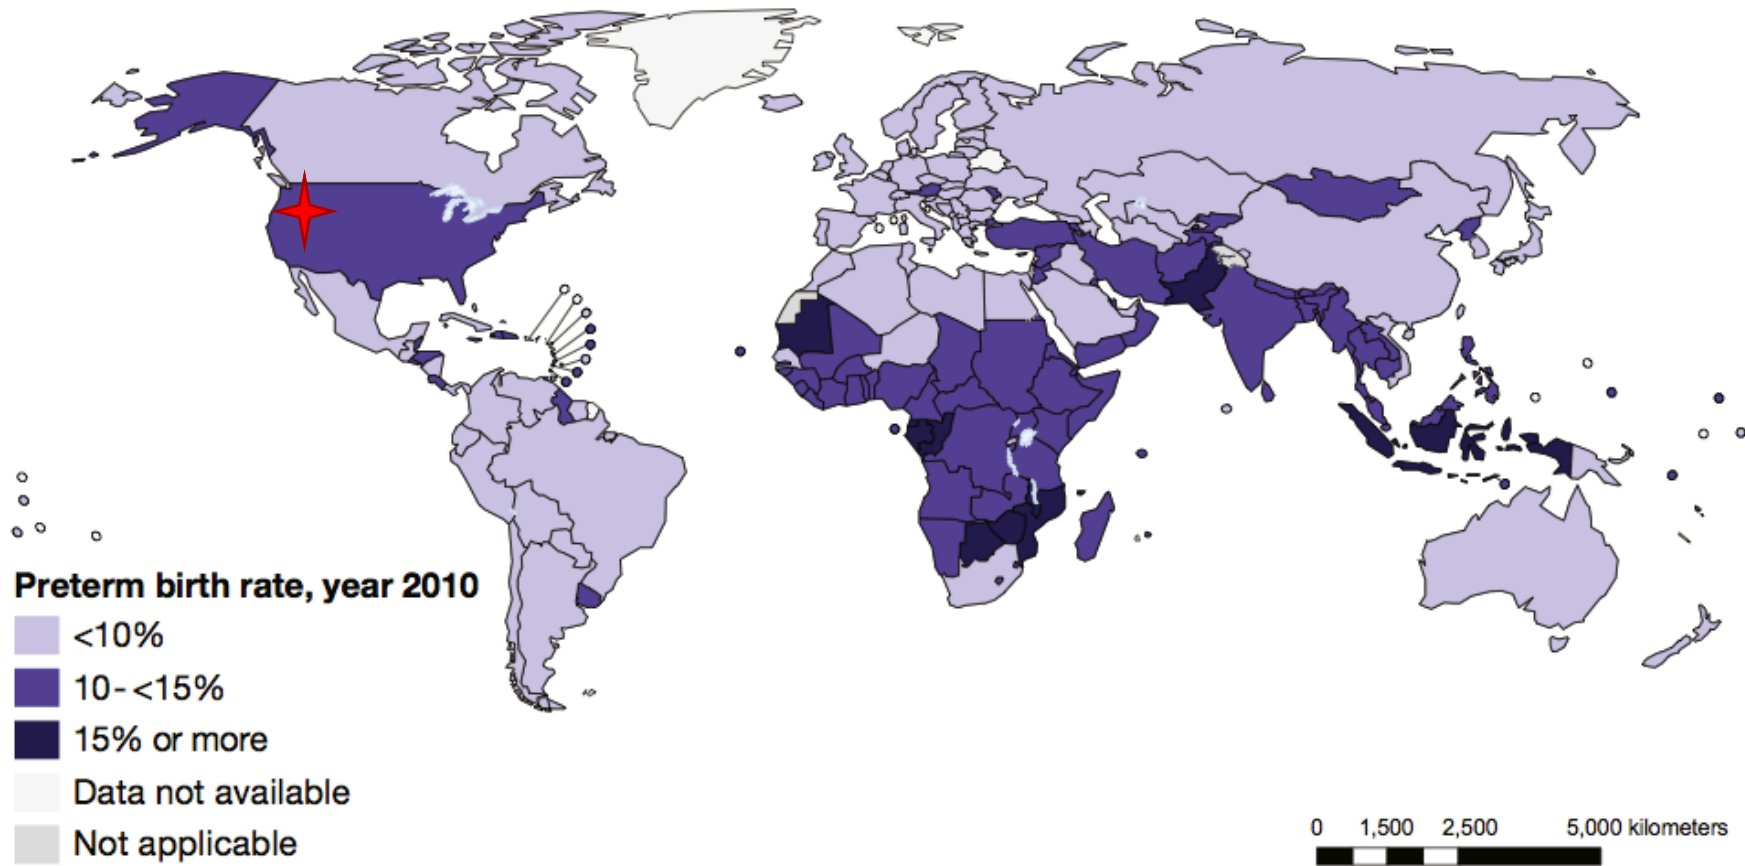 Preterm birth rate, year 2010
<10%
10-<15%
15% or more
Data not available
Not applicable
0 1,500 2,500 5,000 kilometers